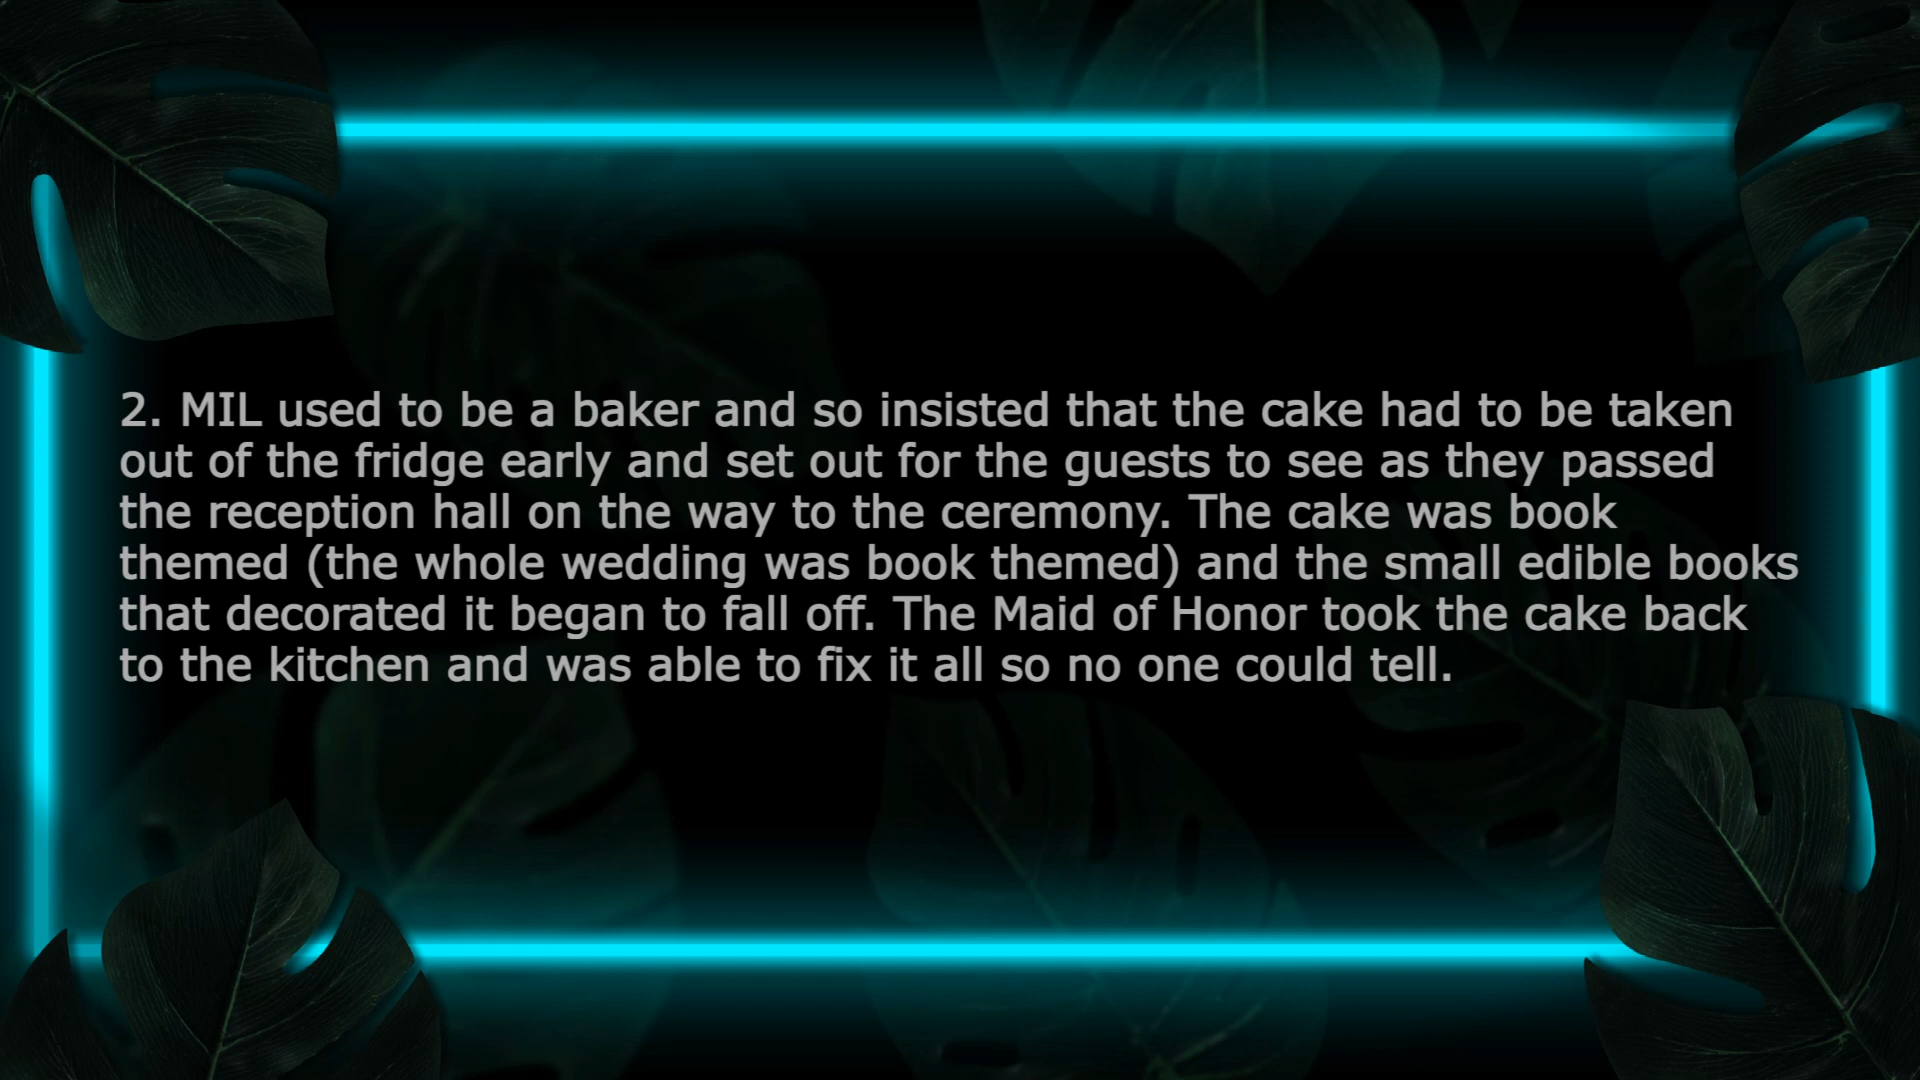 2. MIL used to be a baker and so insisted that the cake had to be taken
out of the fridge early and set out for the guests to see as they passed
the reception hall on the way to the ceremony. The cake was book
themed (the whole wedding was book themed) and the small edible books
that decorated it began to fall off. The Maid of Honor took the cake back
to the kitchen and was able to fix it all so no one could tell.